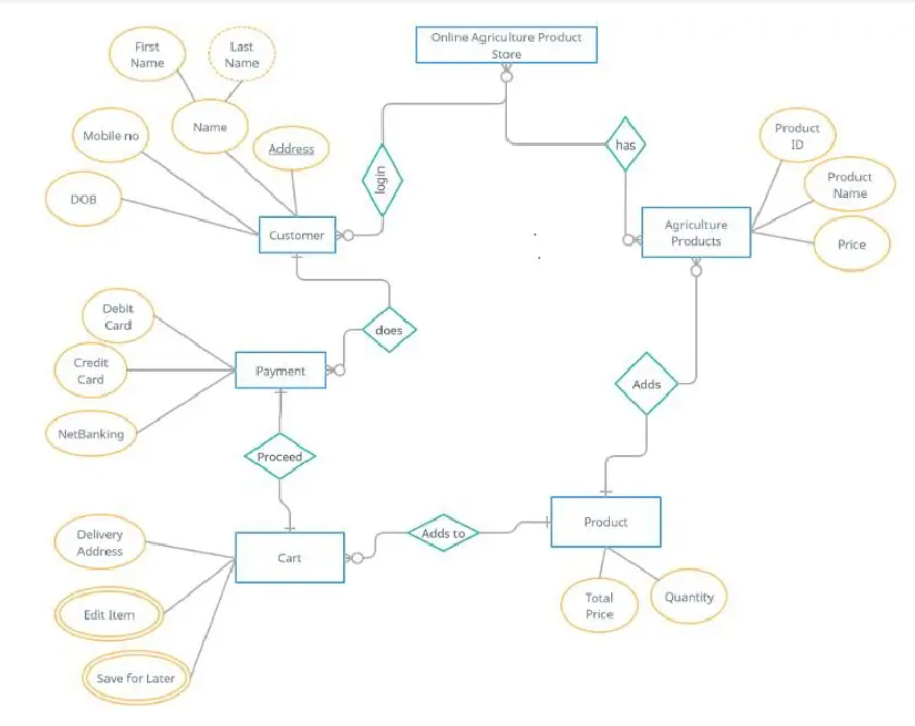 First
Name
Last
Name
Online Agriculture Product
Store
Name
Mobile no
Address
DOB
login
has
Product
ID
Product
Name
Price
Customer
Agriculture
Products
Debit
Card
Credit
Card
NetBanking
does
Payment
Adds
Proceed
Delivery
Address
Cart
Adds to
Product
Edit Item
Total
Price
Quantity
Save for Later